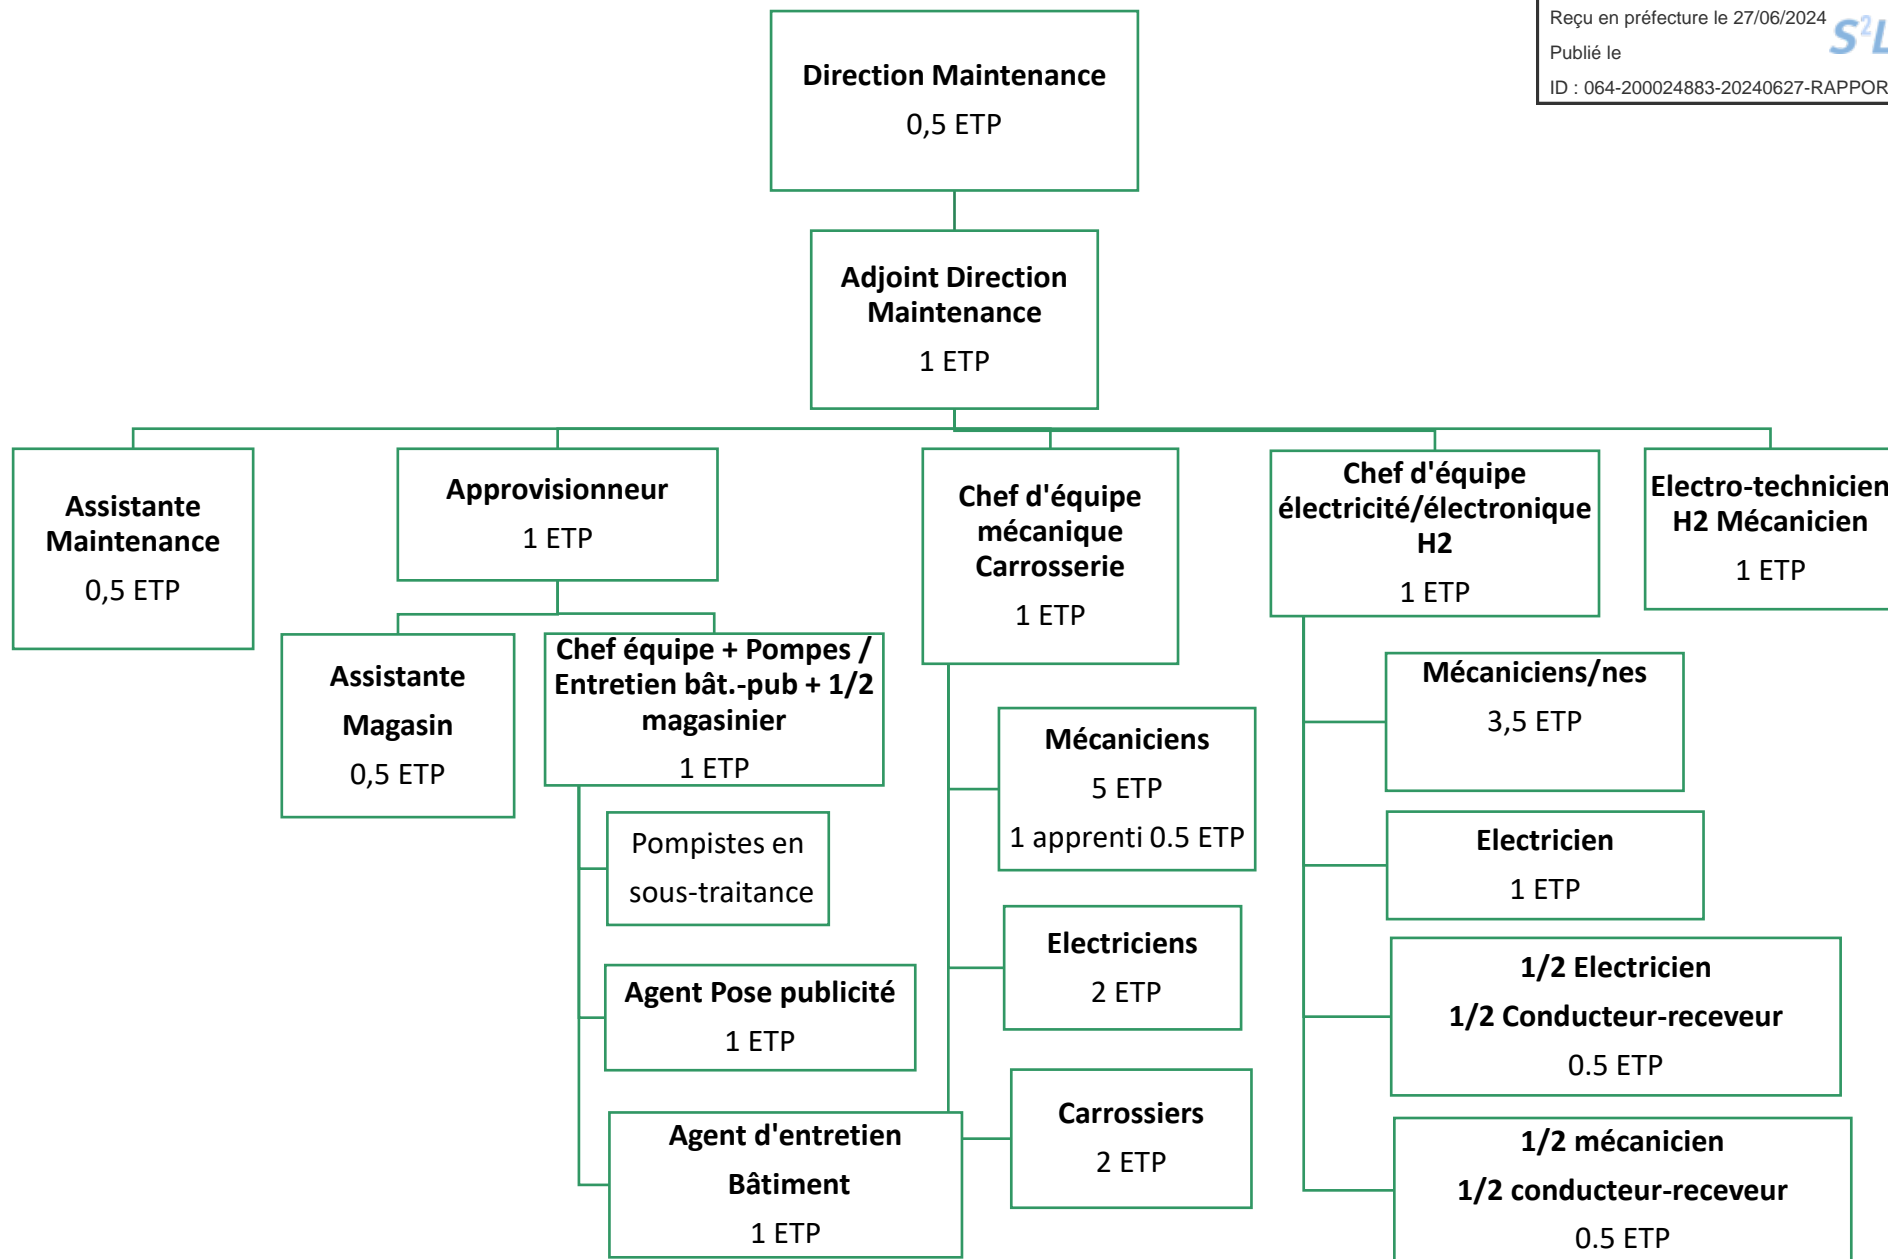 Reçu en préfecture le 27/06/2024
S²L
Publié le
ID : 064-200024883-20240627-RAPPOR
Direction Maintenance
0,5 ETP
Adjoint Direction
Maintenance
1 ETP
Assistante
Maintenance
0,5 ETP
Approvisionneur
1 ETP
Chef d'équipe
mécanique
Carrosserie
1 ETP
Chef d'équipe
électricité/électronique
H2
1 ETP
Electro-technicien
H2 Mécanicien
1 ETP
Assistante
Magasin
0,5 ETP
Chef équipe + Pompes /
Entretien bât.-pub + 1/2
magasinier
1 ETP
Pompistes en
sous-traitance
Agent Pose publicité
1 ETP
Agent d'entretien
Bâtiment
1 ETP
Mécaniciens
5 ETP
1 apprenti 0.5 ETP
Electriciens
2 ETP
Carrossiers
2 ETP
Mécaniciens/nes
3,5 ETP
Electricien
1 ETP
1/2 Electricien
1/2 Conducteur-receveur
0.5 ETP
1/2 mécanicien
1/2 conducteur-receveur
0.5 ETP